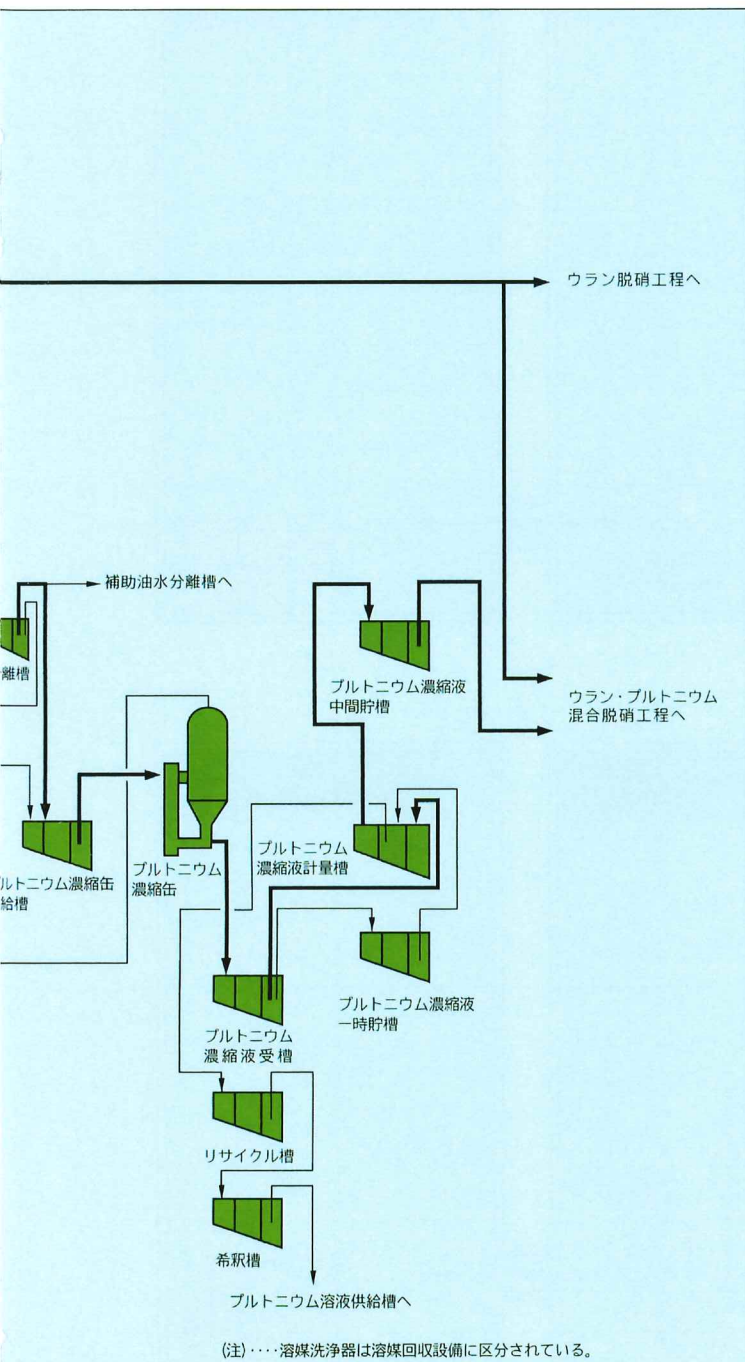 ウラン脱硝工程へ
補助油水分離槽へ
離槽
プルトニウム濃縮液
中間貯槽
ウラン・プルトニウム
混合脱硝工程へ
ルトニウム濃縮缶
給槽
プルトニウム
濃縮缶
プルトニウム
濃縮液計量槽
プルトニウム濃縮液
一時貯槽
プルトニウム
濃縮液受槽
リサイクル槽
希釈槽
プルトニウム溶液供給槽へ
(注)‥‥溶媒洗浄器は溶媒回収設備に区分されている。